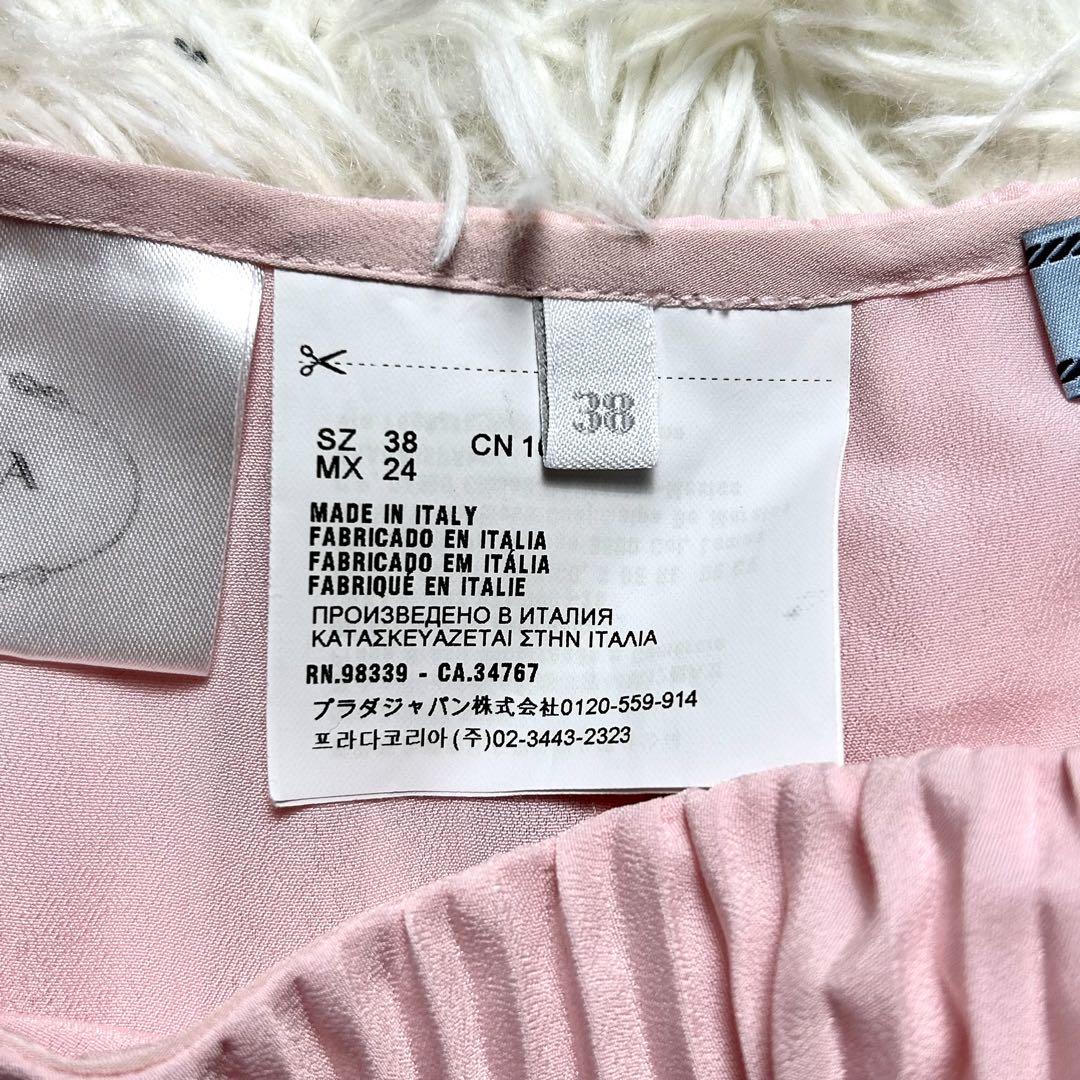 SZ 38 CN
MX 24
38
MADE IN ITALY
FABRICADO EN ITALIA
FABRICADO EM ITÁLIA
FABRIQUÉ EN ITALIE
ПРОИЗВЕДЕНО В ИТАЛИЯ
ΚΑΤΑΣΚΕΥΑΖΕΤΑΙ ΣΤΗΝ ΙΤΑΛΙΑ
RN.98339 - CA.34767
プラダジャパン株式会社0120-559-914
프라다코리아(주)02-3443-2323